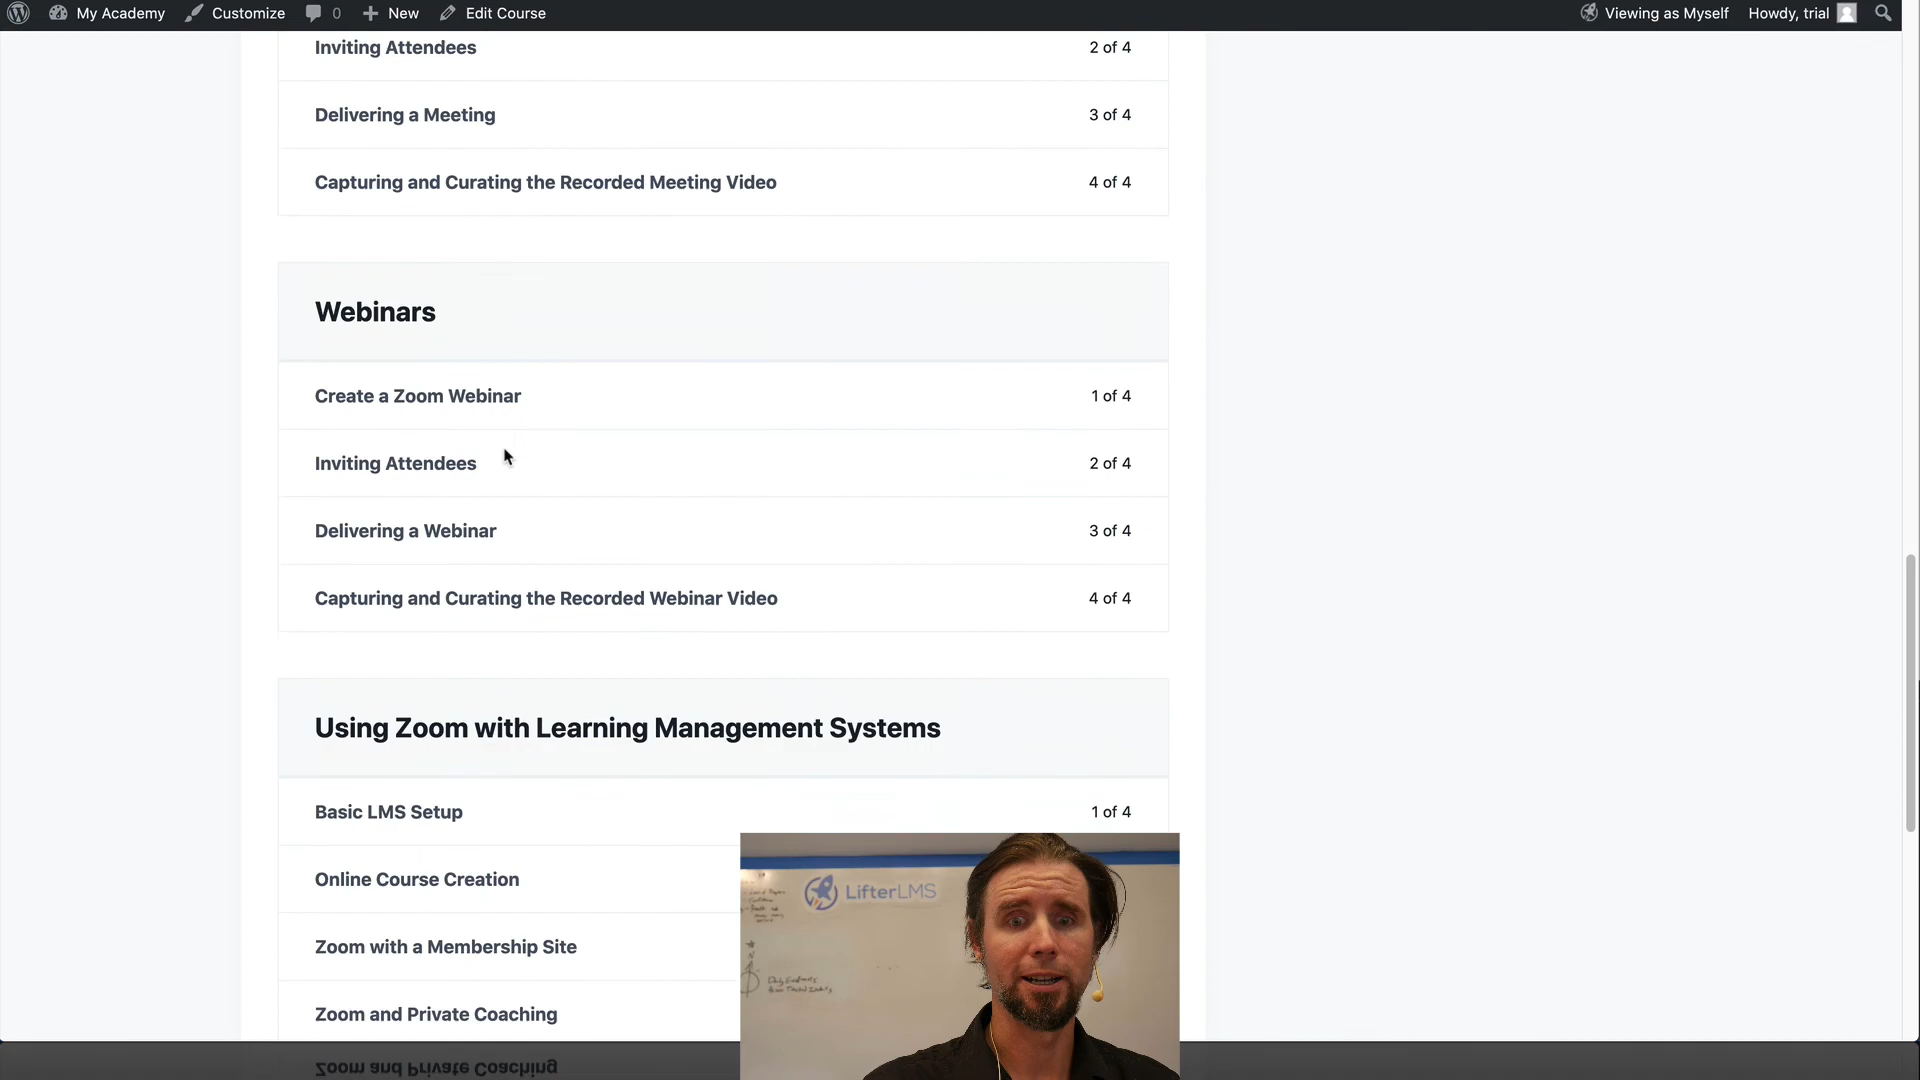 My Academy Customize 0 New Edit Course Viewing as Myself Howdy, trial
Inviting Attendees 2 of 4
Delivering a Meeting 3 of 4
Capturing and Curating the Recorded Meeting Video 4 of 4
Webinars
Create a Zoom Webinar 1 of 4
Inviting Attendees 2 of 4
Delivering a Webinar 3 of 4
Capturing and Curating the Recorded Webinar Video 4 of 4
Using Zoom with Learning Management Systems
Basic LMS Setup 1 of 4
Online Course Creation
LifterLMS
Zoom with a Membership Site
Zoom and Private Coaching
Zoom and Private Coaching